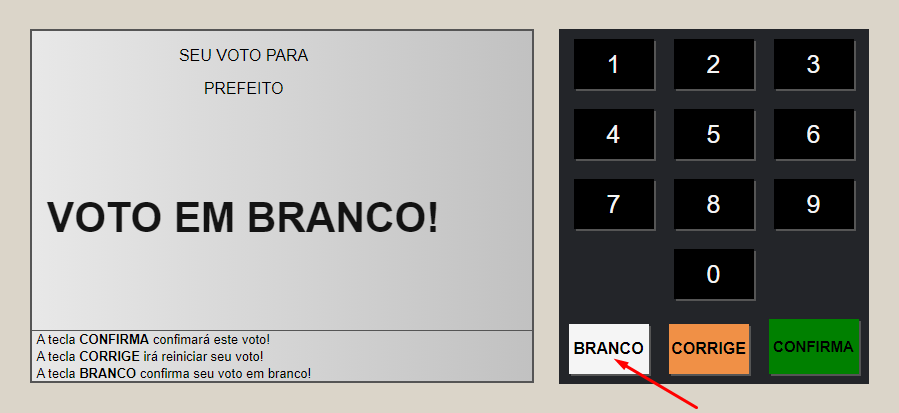 SEU VOTO PARA
PREFEITO
VOTO EM BRANCO!
A tecla CONFIRMA confimará este voto!
A tecla CORRIGE irá reiniciar seu voto!
A tecla BRANCO confirma seu voto em branco!
1 2 3
4 5 6
7 8 9
0
BRANCO CORRIGE CONFIRMA